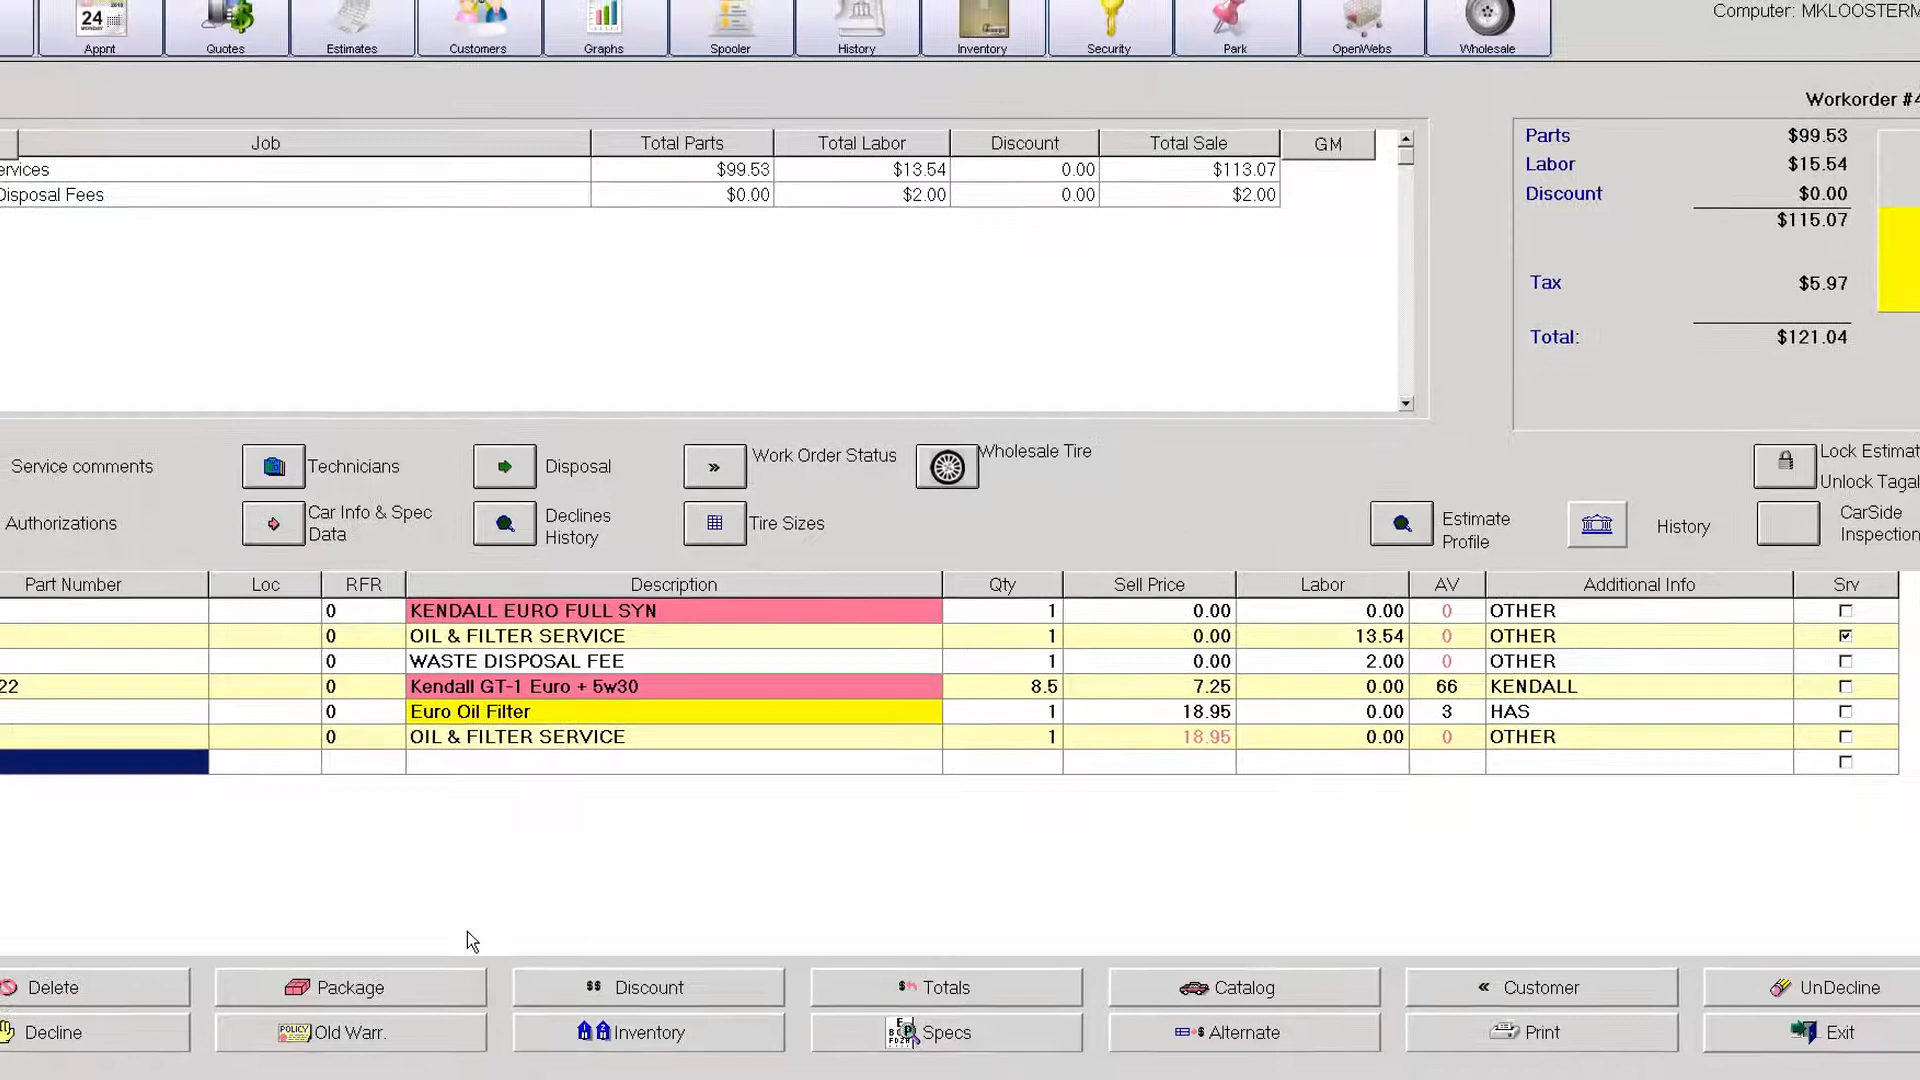 Computer: MKLOOSTERM
24
Appnt Quotes Estimates Customers Graphs Spooler History Inventory Security Park OpenWebs Wholesale
Workorder #4
Job Total Parts Total Labor Discount Total Sale GM
ervices $99.53 $13.54 0.00 $113.07
Disposal Fees $0.00 $2.00 0.00 $2.00
Parts $99.53
Labor $15.54
Discount $0.00
$115.07
Tax $5.97
Total: $121.04
Service comments Technicians Disposal Work Order Status Wholesale Tire
Lock Estimat
Unlock Tagal
Authorizations
Car Info & Spec
Data
Declines
History
Tire Sizes
Estimate
Profile
History
CarSide
Inspection
Part Number Loc RFR Description Qty Sell Price Labor AV Additional Info Srv
0 KENDALL EURO FULL SYN 1 0.00 0.00 0 OTHER
0 OIL & FILTER SERVICE 1 0.00 13.54 0 OTHER
0 WASTE DISPOSAL FEE 1 0.00 2.00 0 OTHER
22 0 Kendall GT-1 Euro + 5w30 8.5 7.25 0.00 66 KENDALL
0 Euro Oil Filter 1 18.95 0.00 3 HAS
0 OIL & FILTER SERVICE 1 18.95 0.00 0 OTHER
Delete Package $$ Discount Totals Catalog « Customer UnDecline
Decline POLICY Old Warr. Inventory Specs Alternate Print Exit